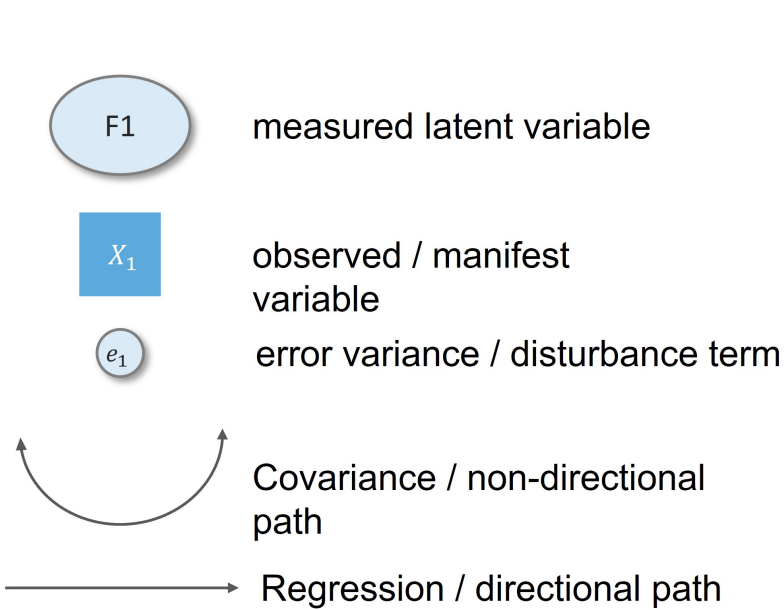 F1
measured latent variable
X₁
observed / manifest
variable
e₁
error variance / disturbance term
Covariance / non-directional
path
Regression / directional path